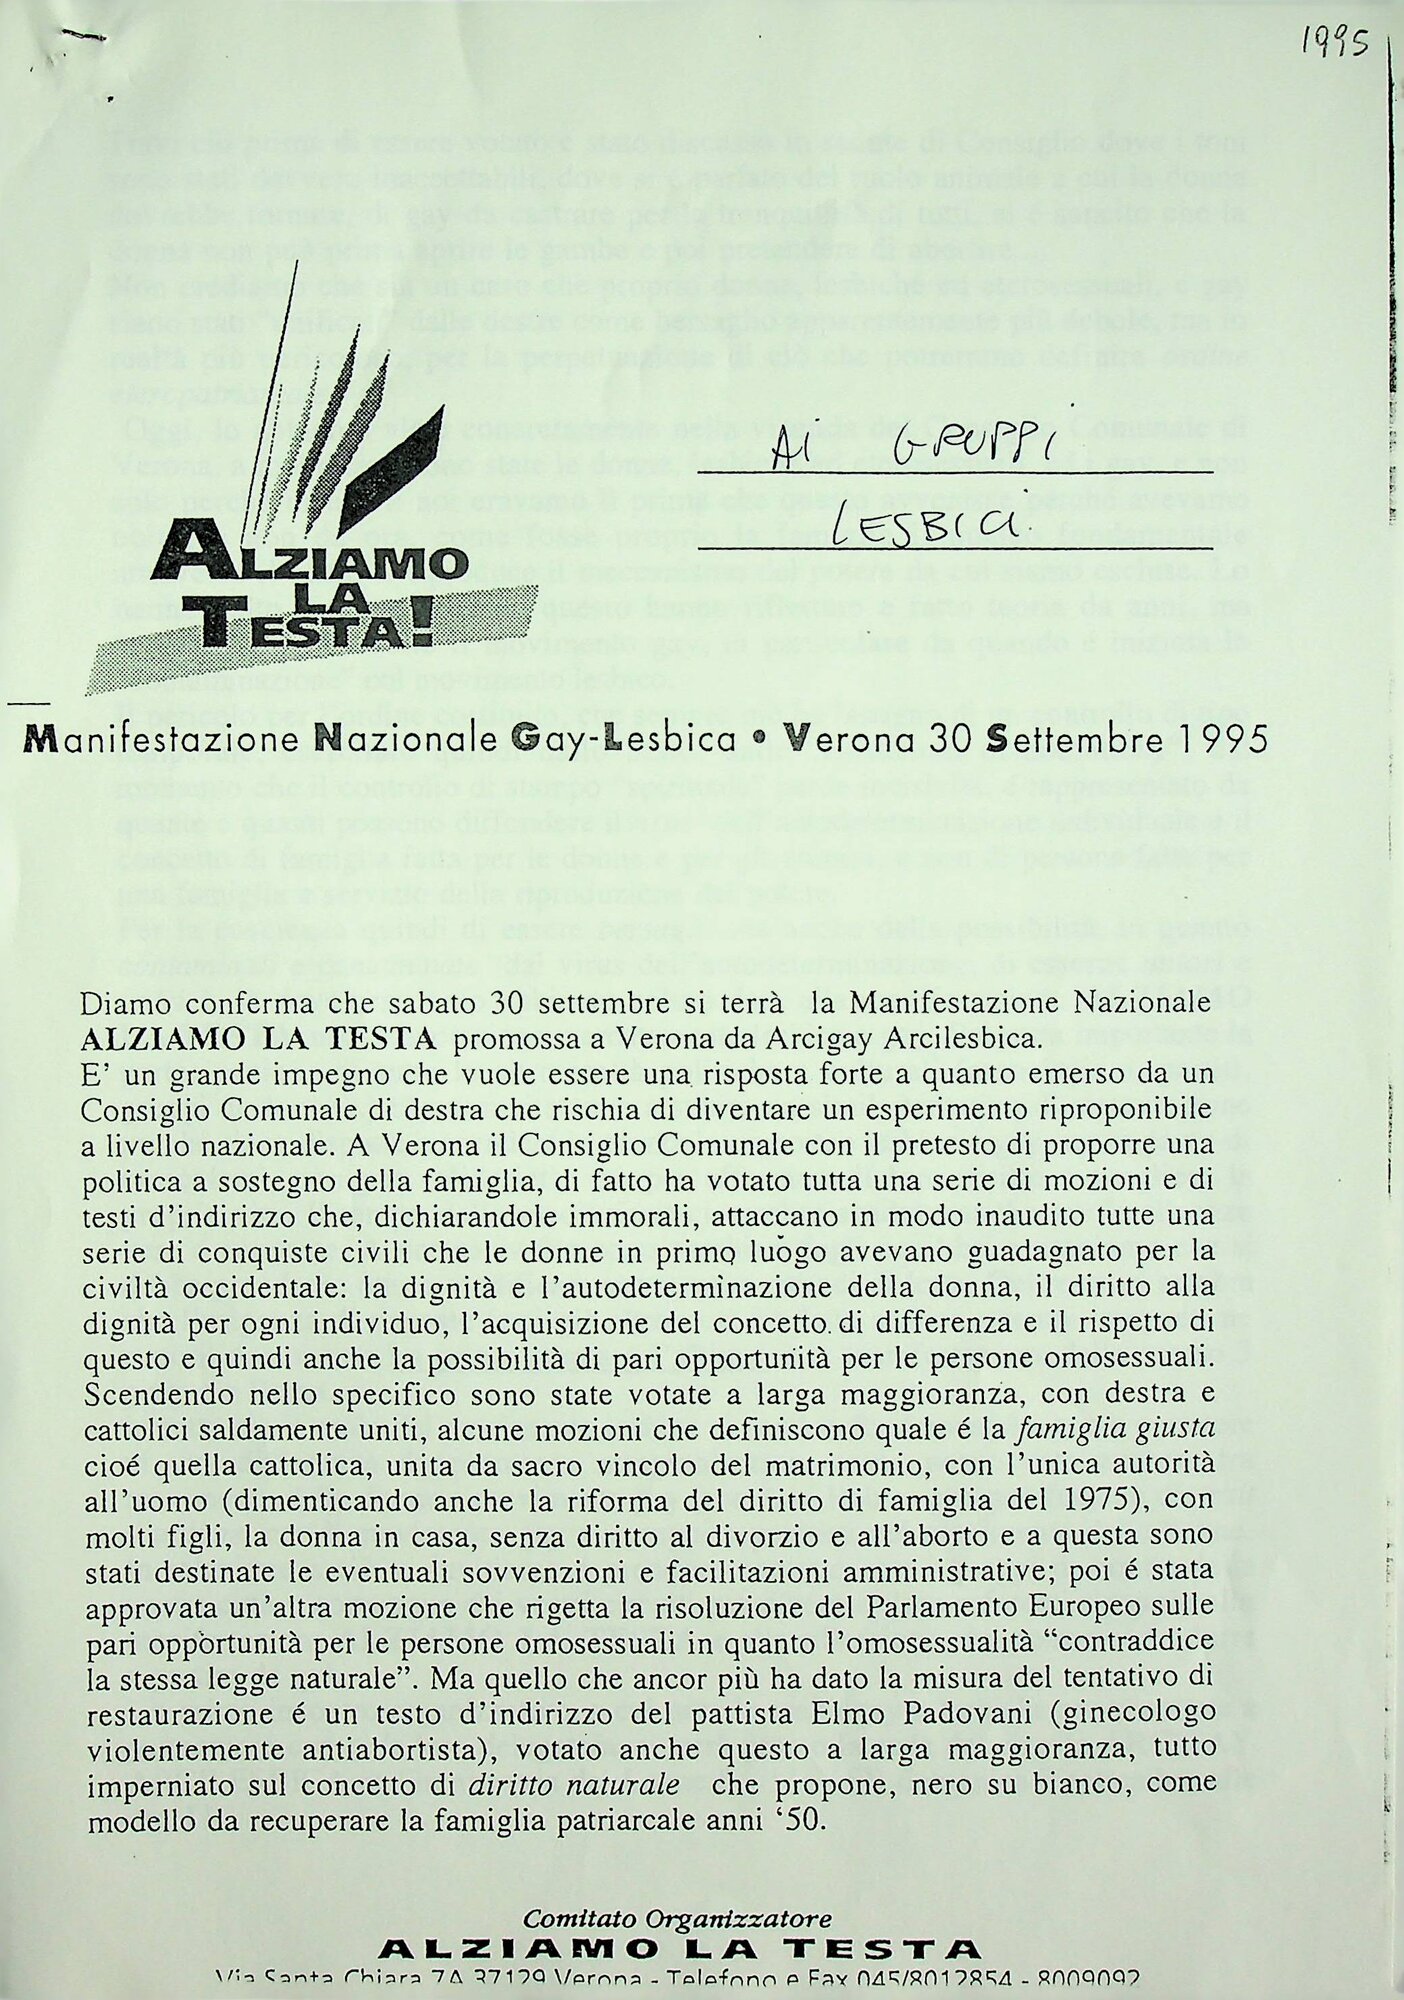 1995
AI GRUPPI
LESBICI.
ALZIAMO
LA
TESTA!
Manifestazione Nazionale Gay-Lesbica • Verona 30 Settembre 1995
Diamo conferma che sabato 30 settembre si terrà la Manifestazione Nazionale
ALZIAMO LA TESTA promossa a Verona da Arcigay Arcilesbica.
E' un grande impegno che vuole essere una risposta forte a quanto emerso da un
Consiglio Comunale di destra che rischia di diventare un esperimento riproponibile
a livello nazionale. A Verona il Consiglio Comunale con il pretesto di proporre una
politica a sostegno della famiglia, di fatto ha votato tutta una serie di mozioni e di
testi d'indirizzo che, dichiarandole immorali, attaccano in modo inaudito tutte una
serie di conquiste civili che le donne in primo luogo avevano guadagnato per la
civiltà occidentale: la dignità e l'autodeterminazione della donna, il diritto alla
dignità per ogni individuo, l'acquisizione del concetto di differenza e il rispetto di
questo e quindi anche la possibilità di pari opportunità per le persone omosessuali.
Scendendo nello specifico sono state votate a larga maggioranza, con destra e
cattolici saldamente uniti, alcune mozioni che definiscono quale é la famiglia giusta
cioé quella cattolica, unita da sacro vincolo del matrimonio, con l'unica autorità
all'uomo (dimenticando anche la riforma del diritto di famiglia del 1975), con
molti figli, la donna in casa, senza diritto al divorzio e all'aborto e a questa sono
stati destinate le eventuali sovvenzioni e facilitazioni amministrative; poi é stata
approvata un'altra mozione che rigetta la risoluzione del Parlamento Europeo sulle
pari opportunità per le persone omosessuali in quanto l'omosessualità “contraddice
la stessa legge naturale”. Ma quello che ancor più ha dato la misura del tentativo di
restaurazione é un testo d'indirizzo del pattista Elmo Padovani (ginecologo
violentemente antiabortista), votato anche questo a larga maggioranza, tutto
imperniato sul concetto di diritto naturale che propone, nero su bianco, come
modello da recuperare la famiglia patriarcale anni ‘50.
Comitato Organizzatore
ALZIAMO LA TESTA
Via Santa Chiara 7A 37129 Verona - Telefono e Fax 045/8012854 - 8009092